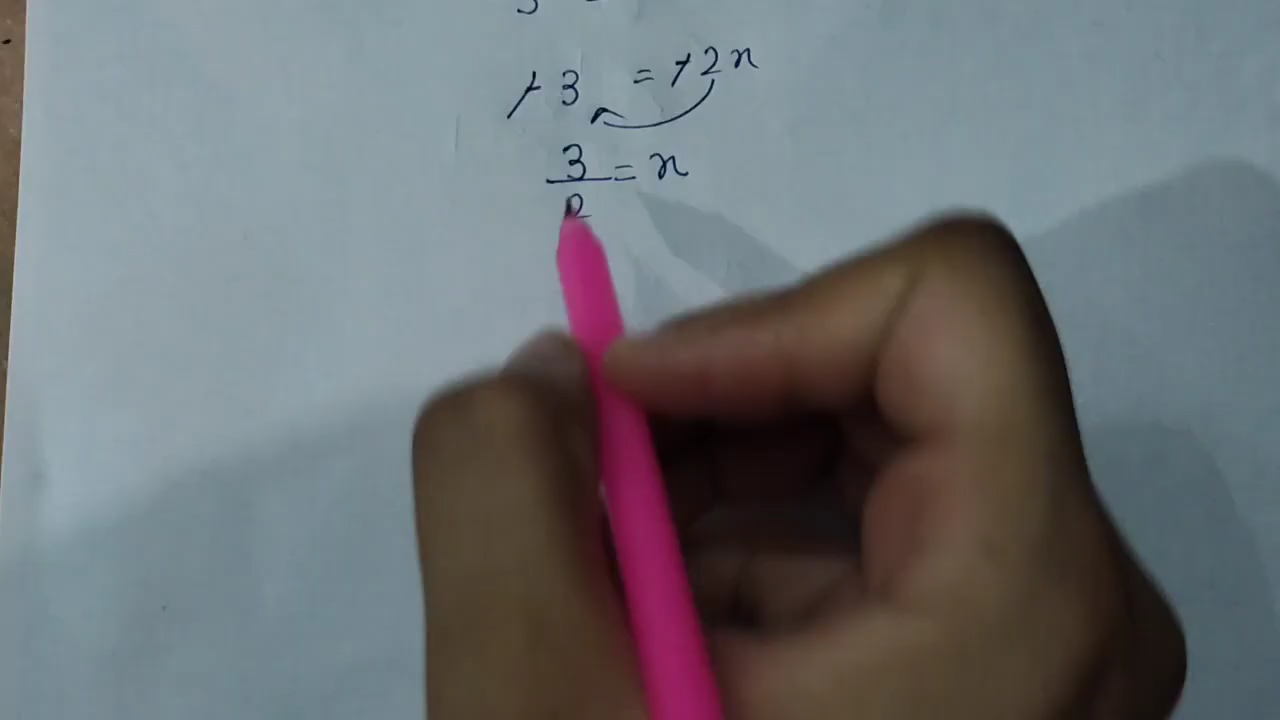 -3 = -2x
3/2 = x